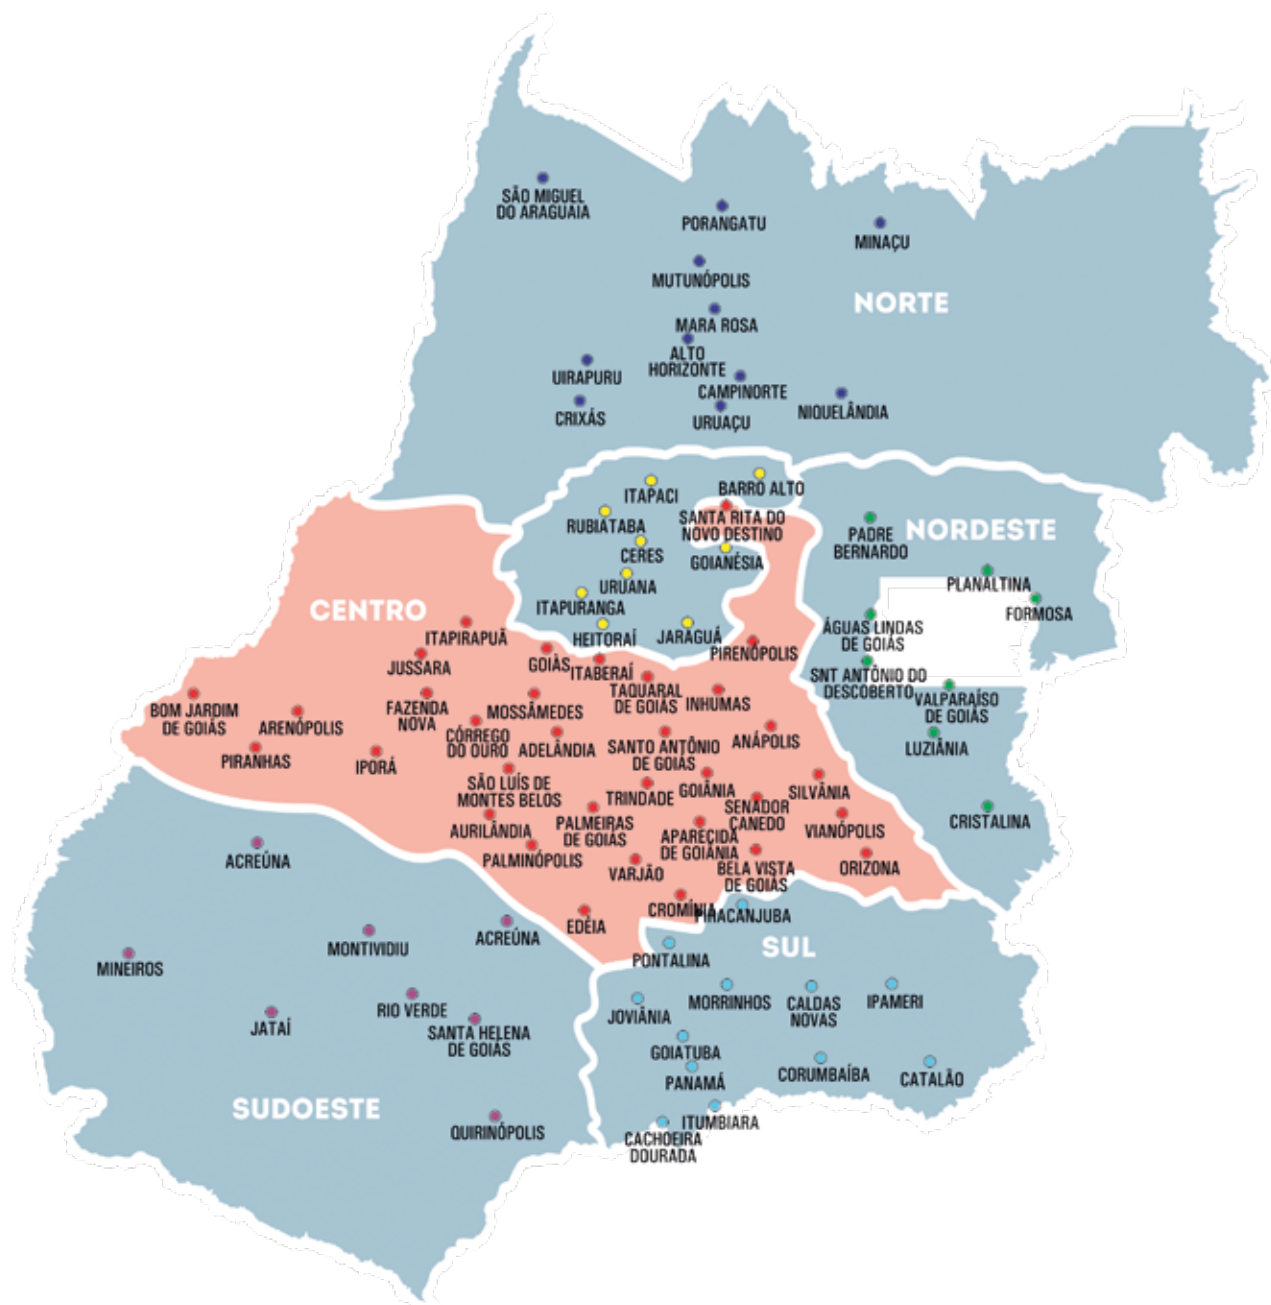 SÃO MIGUEL
DO ARAGUAIA
PORANGATU
MINAÇU
MUTUNÓPOLIS
NORTE
MARA ROSA
ALTO
HORIZONTE
UIRAPURU
CAMPINORTE
CRIXÁS
URUAÇU
NIQUELÂNDIA
ITAPACI
BARRO ALTO
RUBIATABA
SANTA RITA DO
NOVO DESTINO
CERES
GOIANÉSIA
URUANA
ITAPURANGA
HEITORAÍ
JARAGUÁ
PADRE
BERNARDO
NORDESTE
PLANALTINA
FORMOSA
ÁGUAS LINDAS
DE GOIÁS
SNT ANTÔNIO DO
DESCOBERTO
VALPARAÍSO
DE GOIÁS
LUZIÂNIA
CRISTALINA
CENTRO
ITAPIRAPUÃ
JUSSARA
GOIÁS
ITABERAÍ
PIRENÓPOLIS
TAQUARAL
DE GOIÁS
INHUMAS
BOM JARDIM
DE GOIÁS
ARENÓPOLIS
FAZENDA
NOVA
MOSSÂMEDES
PIRANHAS
IPORÁ
CÓRREGO
DO OURO
ADELÂNDIA
SANTO ANTÔNIO
DE GOIÁS
ANÁPOLIS
SÃO LUÍS DE
MONTES BELOS
TRINDADE
GOIÂNIA
SILVÂNIA
SENADOR
CANEDO
AURILÂNDIA
PALMEIRAS
DE GOIÁS
APARECIDA
DE GOIÂNIA
VIANÓPOLIS
PALMINÓPOLIS
VARJÃO
BELA VISTA
DE GOIÁS
ORIZONA
CROMÍNIA
EDÉIA
ACREÚNA
MONTIVIDIU
ACREÚNA
MINEIROS
JATAÍ
RIO VERDE
SANTA HELENA
DE GOIÁS
SUDOESTE
QUIRINÓPOLIS
PIRACANJUBA
SUL
PONTALINA
MORRINHOS
CALDAS
NOVAS
IPAMERI
JOVIÂNIA
GOIATUBA
PANAMÁ
CORUMBAÍBA
CATALÃO
ITUMBIARA
CACHOEIRA
DOURADA